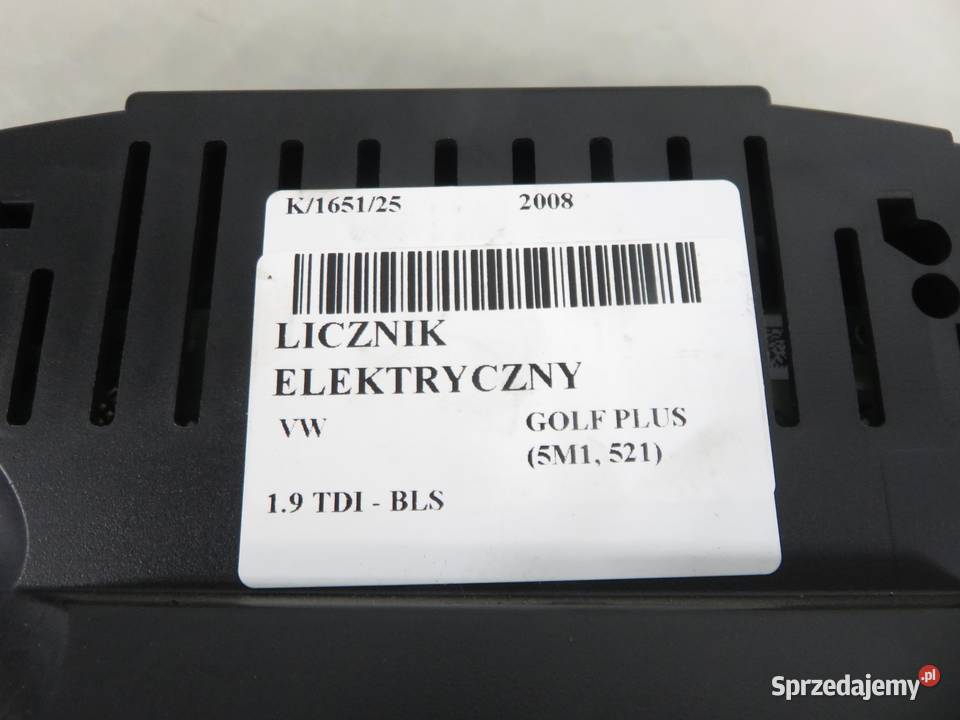 K/1651/25 2008
LICZNIK
ELEKTRYCZNY
VW GOLF PLUS
(5M1, 521)
1.9 TDI - BLS
Sprzedajemy.pl